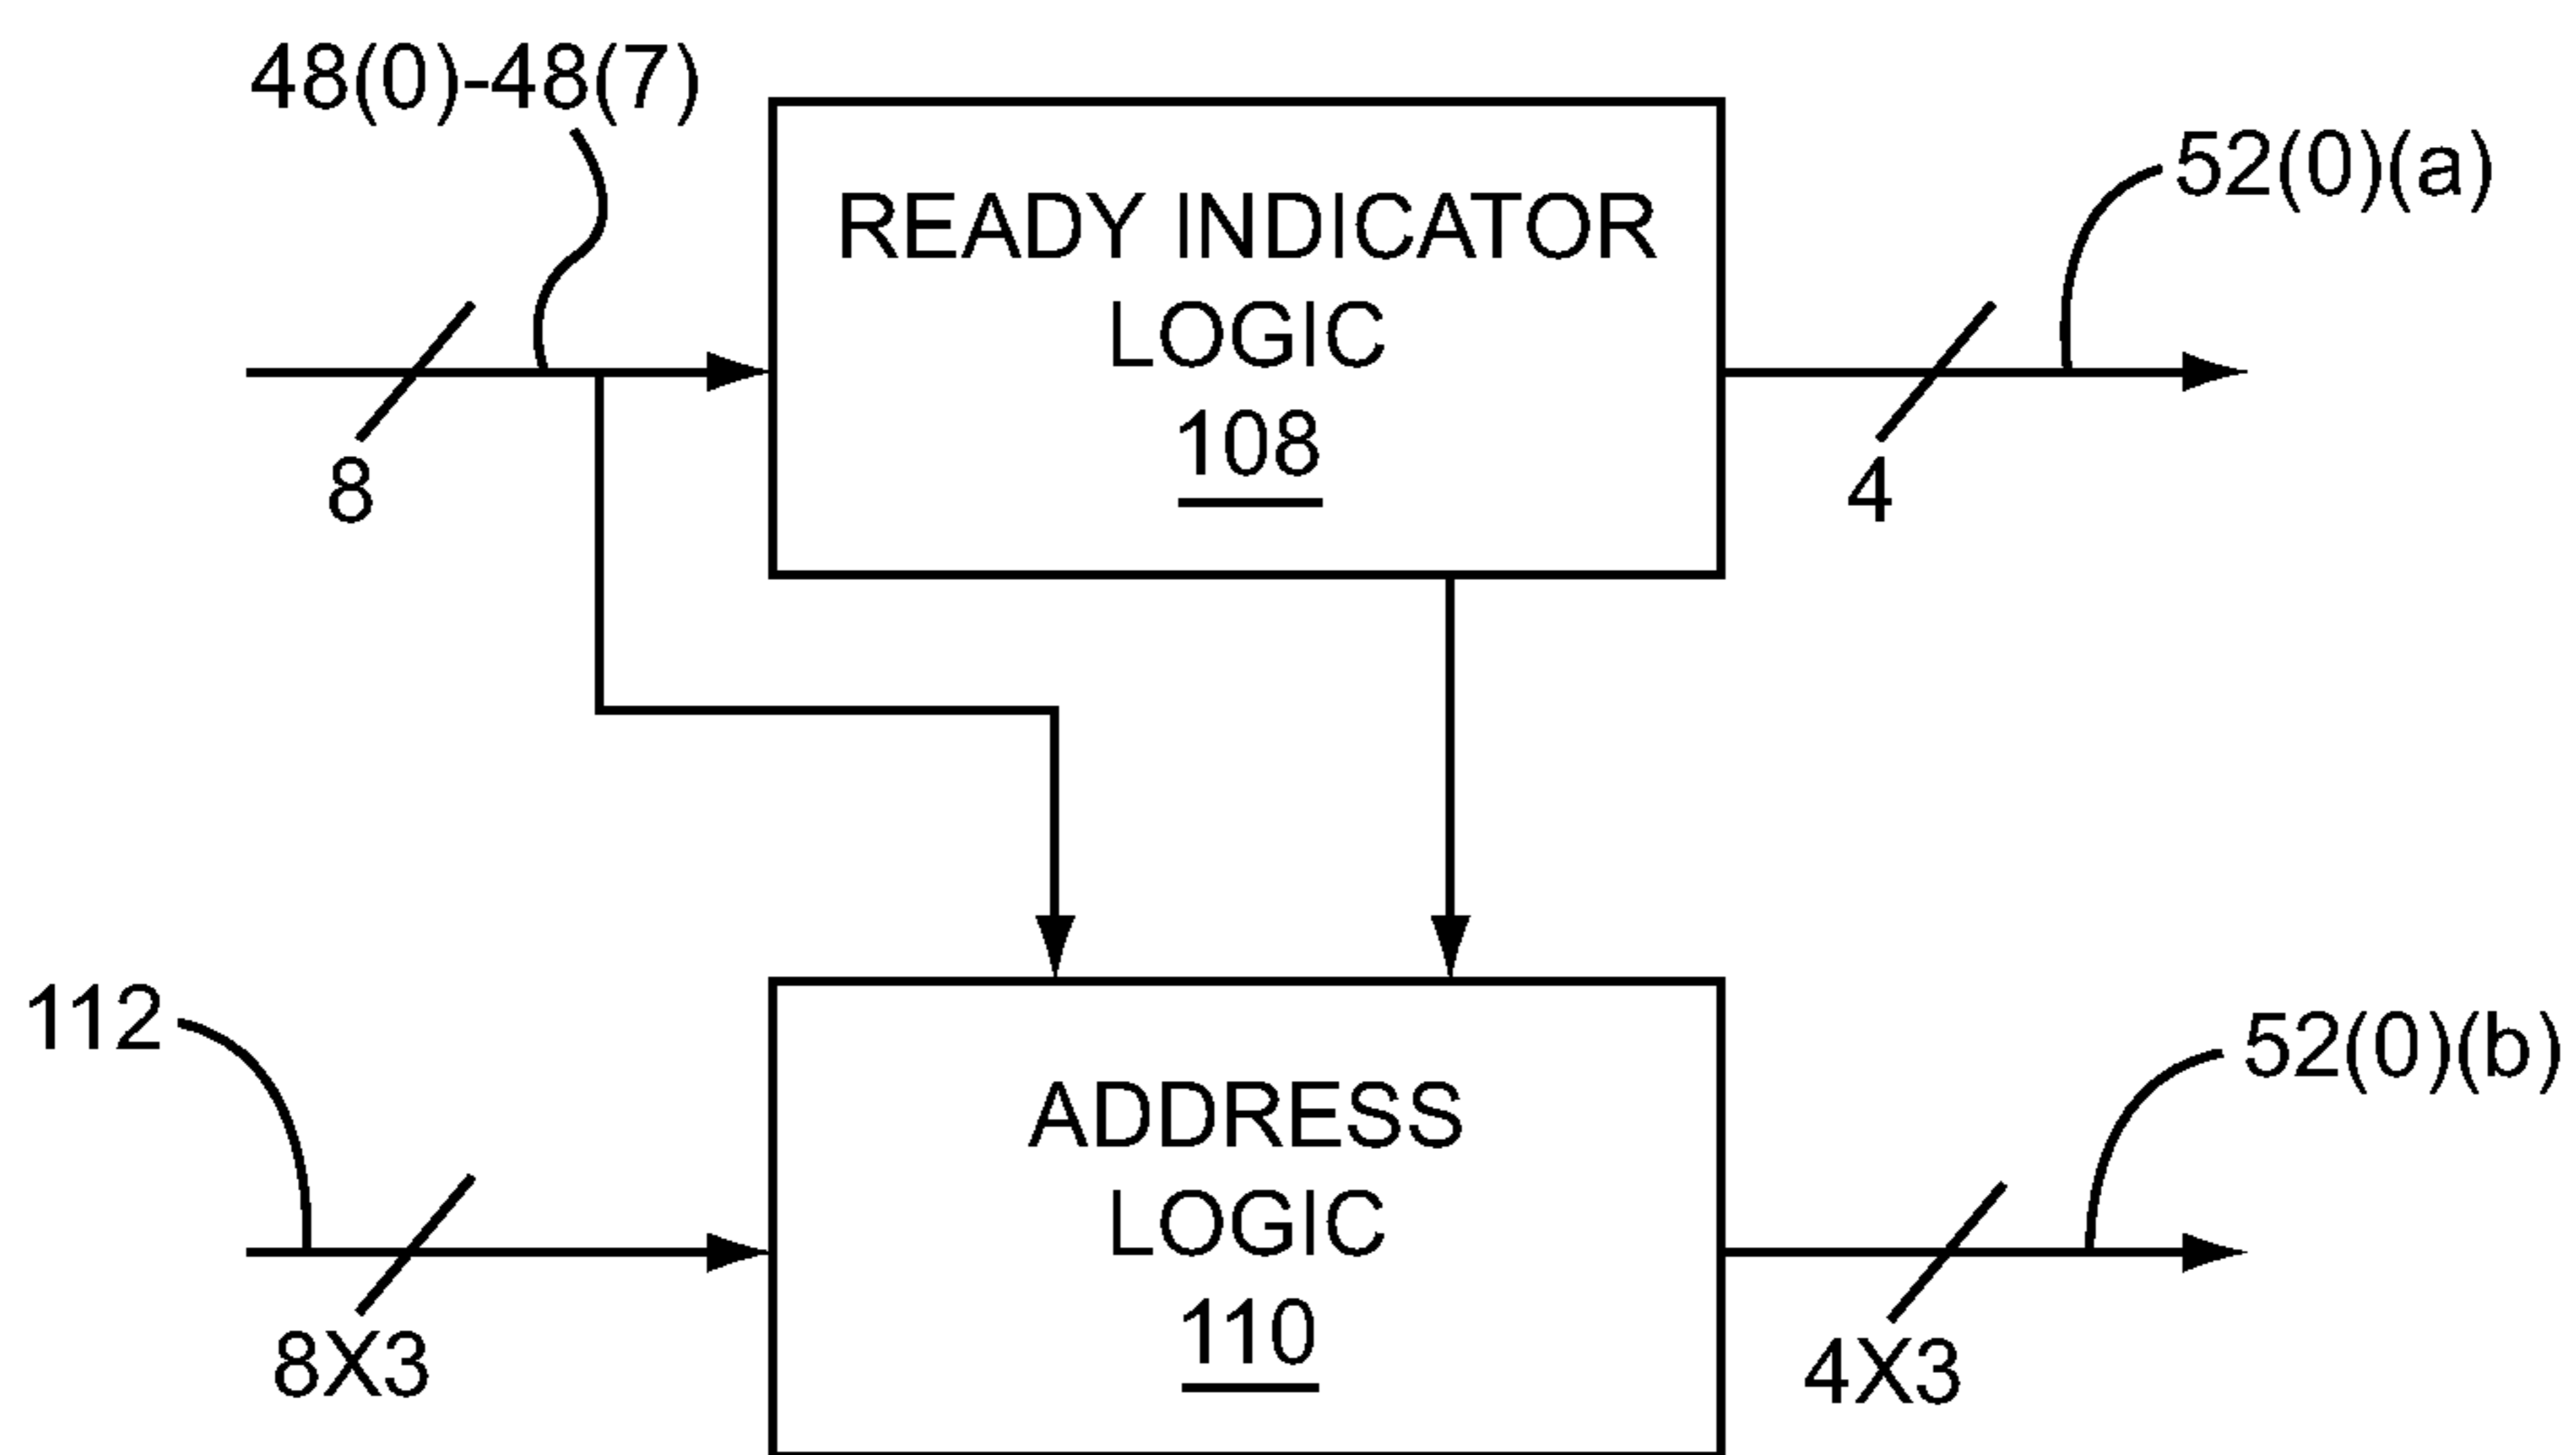 48(0)-48(7)
READY INDICATOR
LOGIC
108
52(0)(a)
8
4
112
ADDRESS
LOGIC
110
52(0)(b)
8X3
4X3